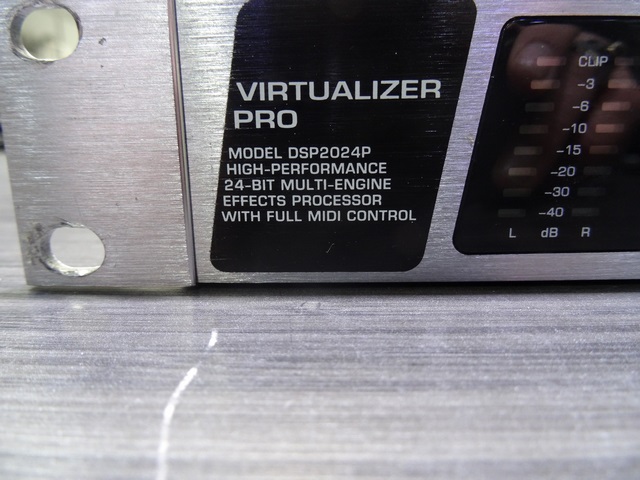 VIRTUALIZER
PRO
MODEL DSP2024P
HIGH-PERFORMANCE
24-BIT MULTI-ENGINE
EFFECTS PROCESSOR
WITH FULL MIDI CONTROL
CLIP
-3
-6
-10
-15
-20
-30
-40
L dB R